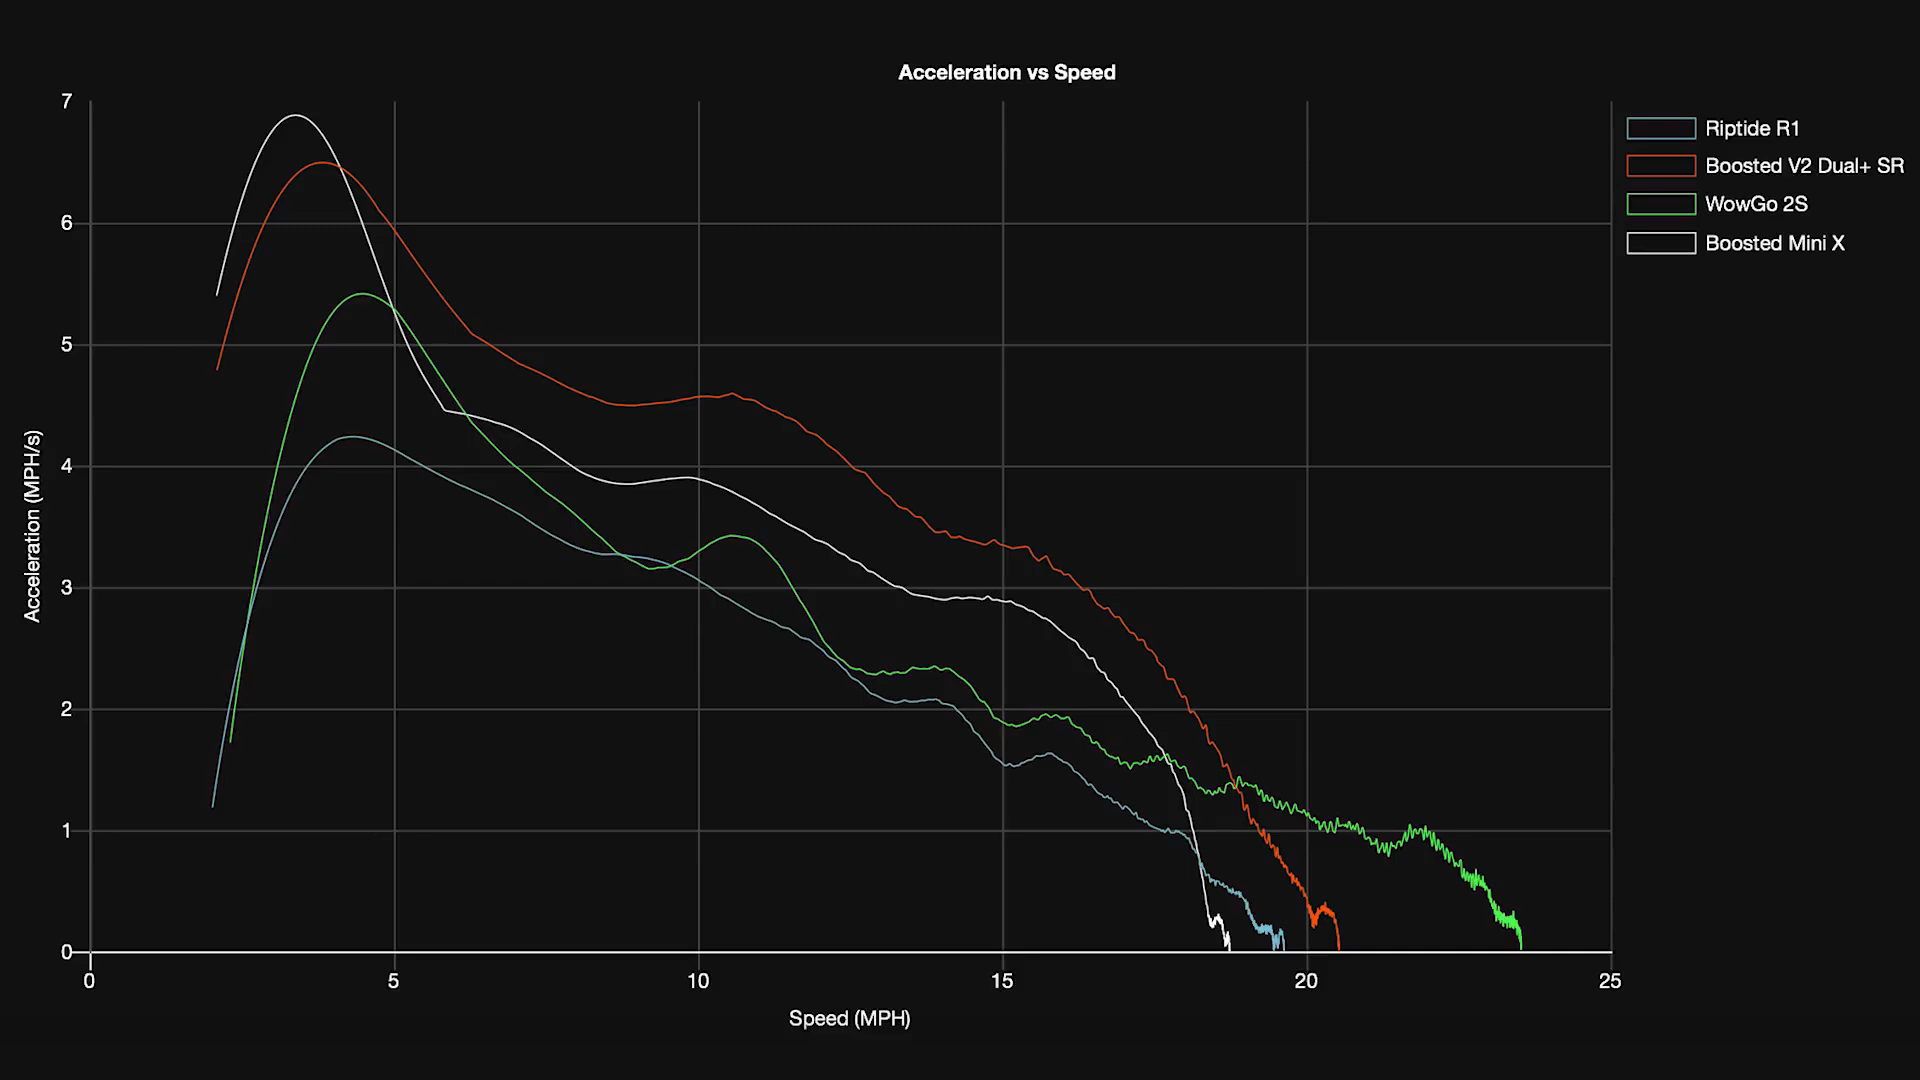 Acceleration vs Speed
7
6
5
4
3
2
1
0
Acceleration (MPH/s)
0 5 10 15 20 25
Speed (MPH)
Riptide R1
Boosted V2 Dual+ SR
WowGo 2S
Boosted Mini X